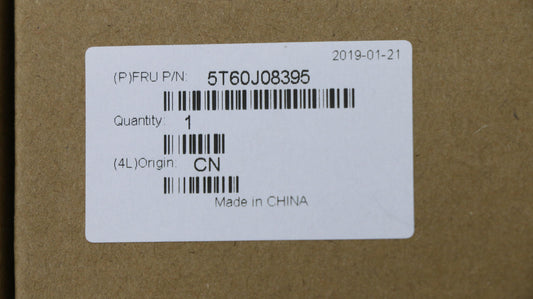 2019-01-21
(P)FRU P/N: 5T60J08395
Quantity: 1
(4L)Origin: CN
Made in CHINA